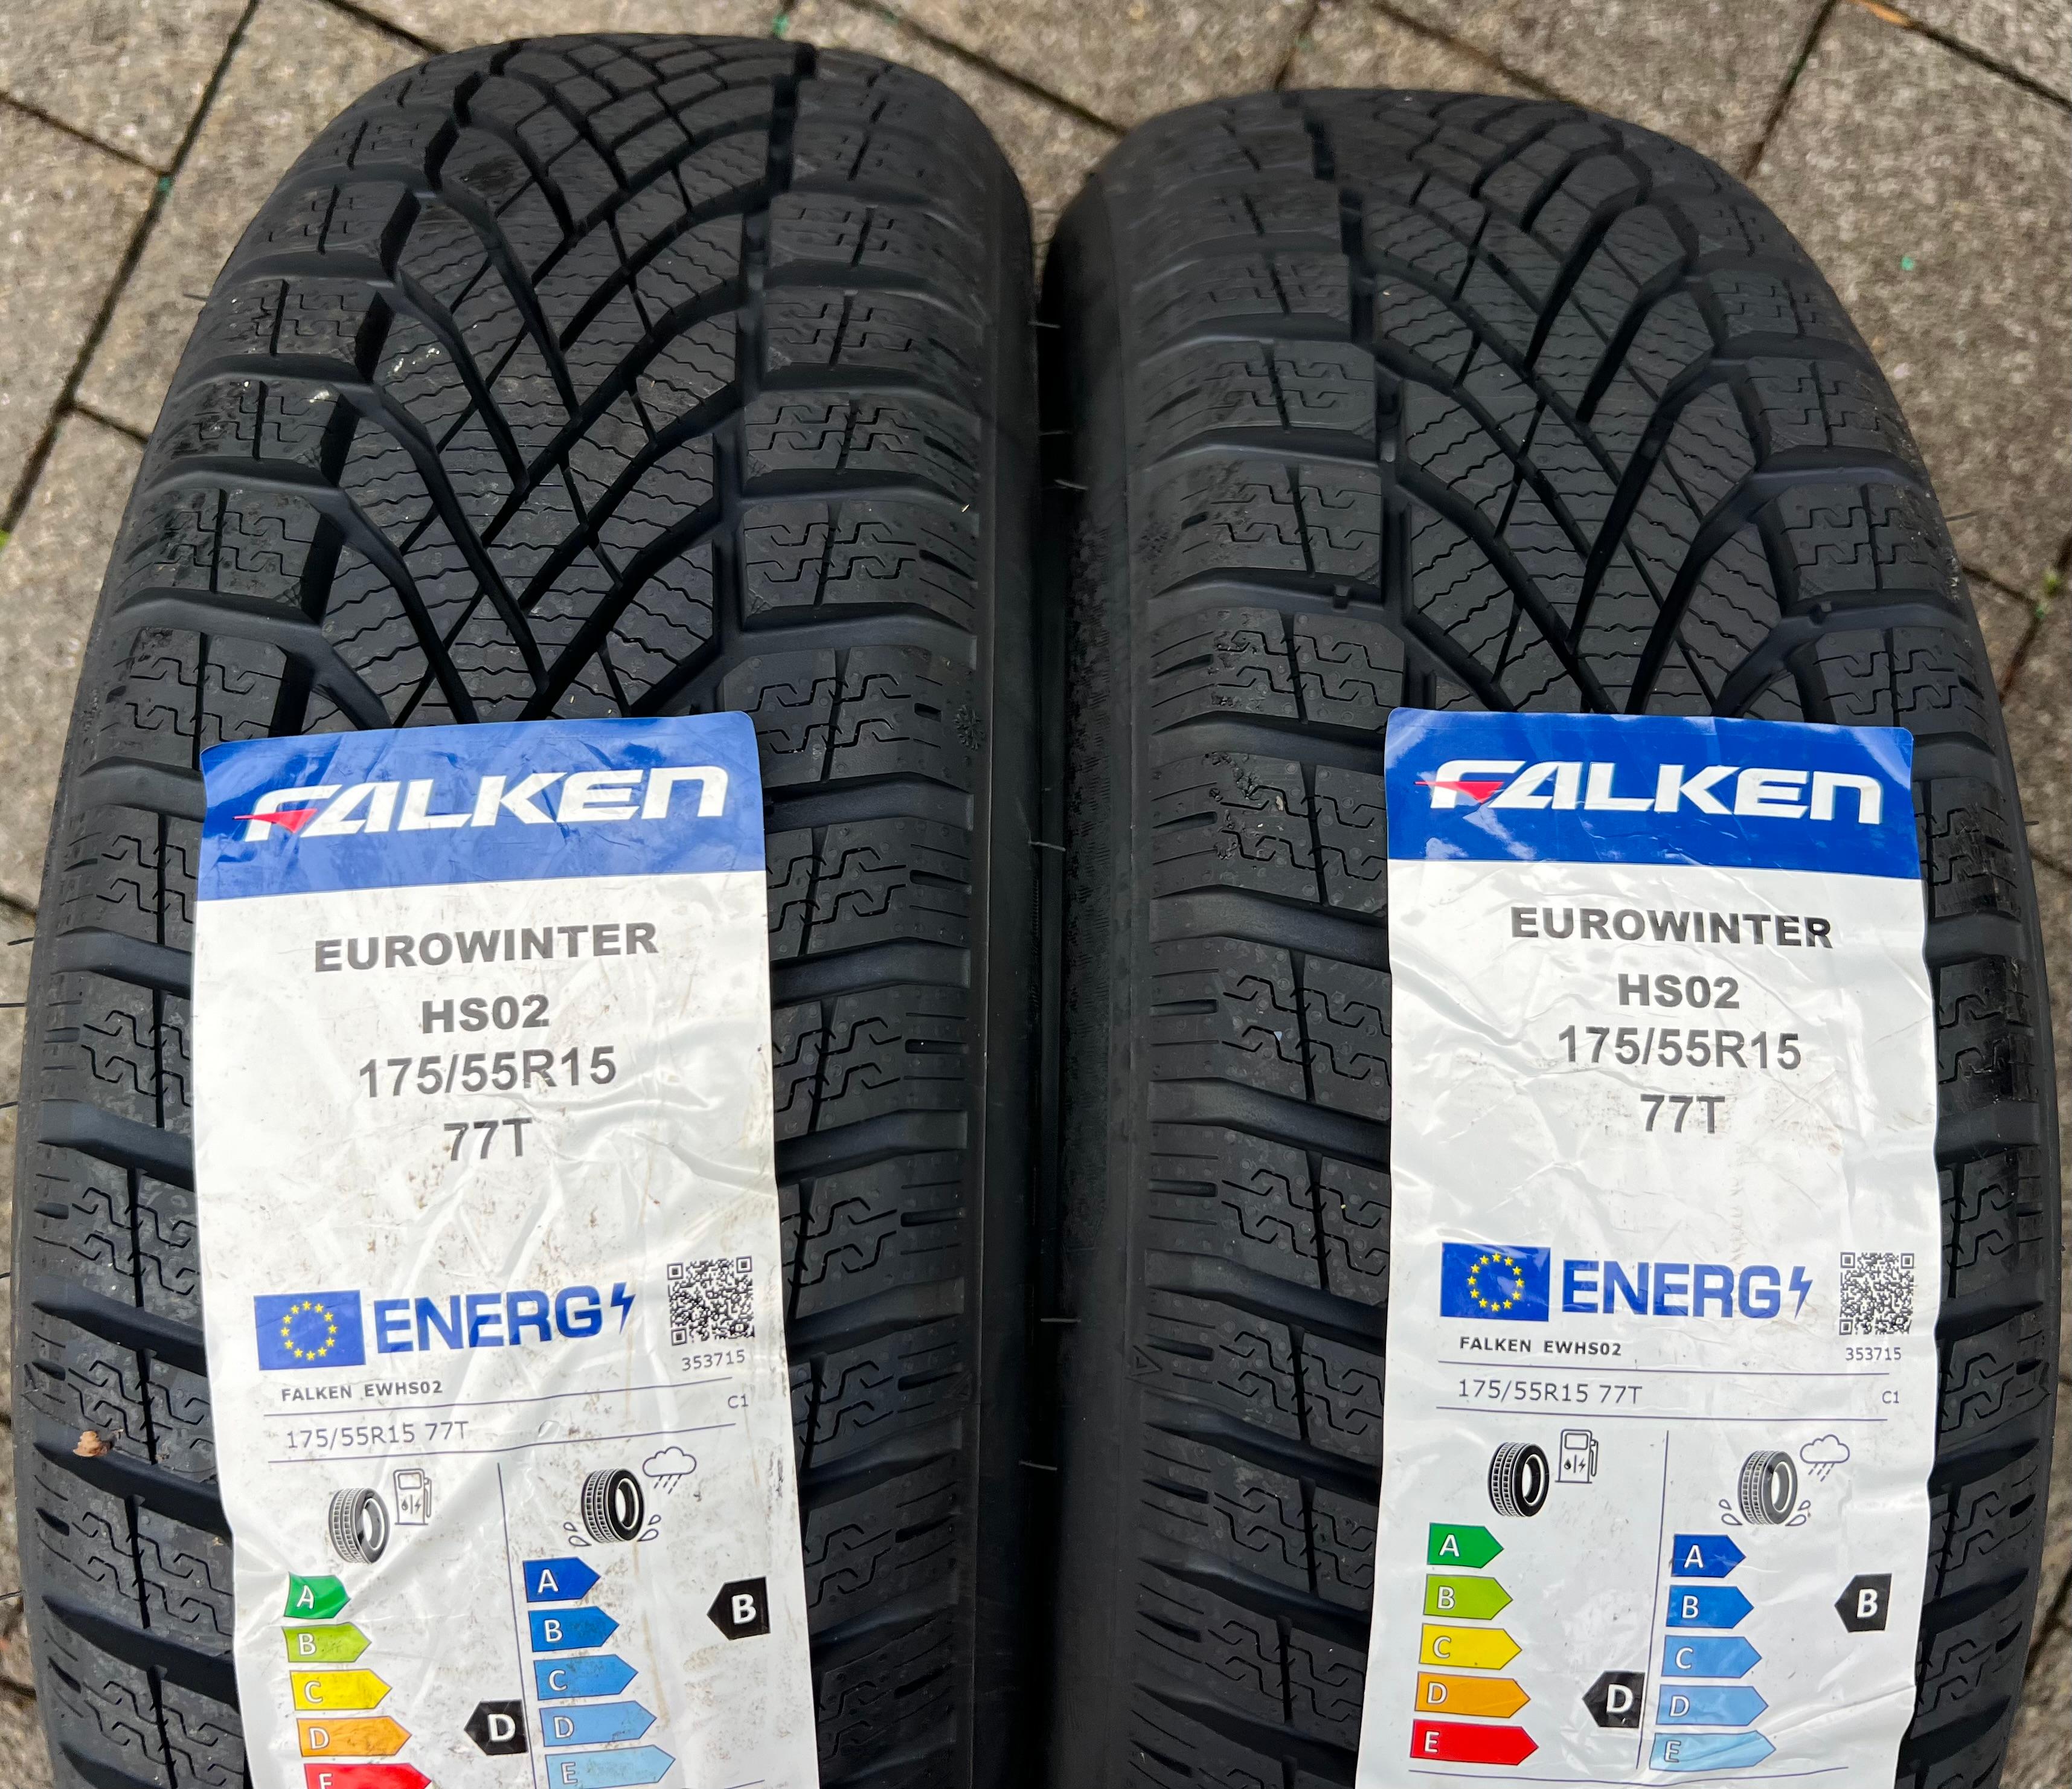 FALKEN
EUROWINTER
HS02
175/55R15
77T
ENERG
353715
FALKEN EWHS02
175/55R15 77T
C1
A
B
C
D
E
D
A
B
C
D
E
B
FALKEN
EUROWINTER
HS02
175/55R15
77T
ENERG
353715
FALKEN EWHS02
175/55R15 77T
C1
A
B
C
D
E
D
A
B
C
D
E
B